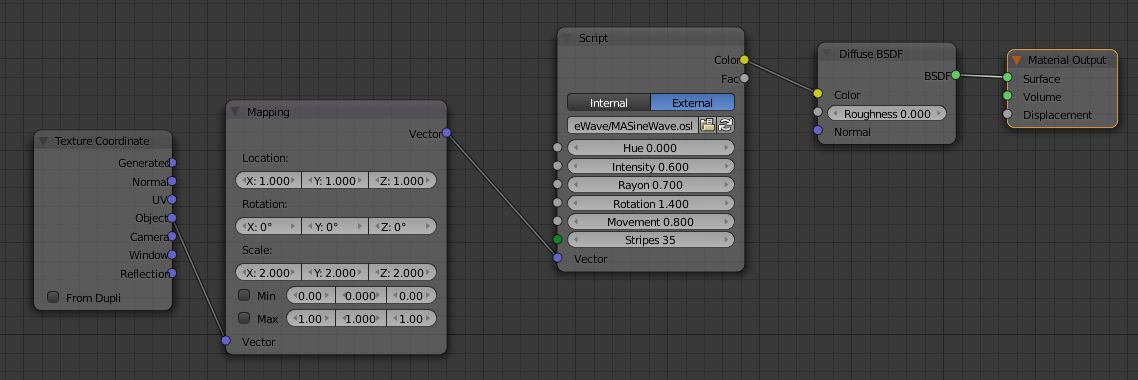 Texture Coordinate
Generated
Normal
UV
Object
Camera
Window
Reflection
From Dupli
Mapping
Vector
Location:
X: 1.000 Y: 1.000 Z: 1.000
Rotation:
X: 0° Y: 0° Z: 0°
Scale:
X: 2.000 Y: 2.000 Z: 2.000
Min 0.00 0.000 0.00
Max 1.00 1.000 1.00
Vector
Script
Color
Fac
Internal External
eWave/MASineWave.osl
Hue 0.000
Intensity 0.600
Rayon 0.700
Rotation 1.400
Movement 0.800
Stripes 35
Vector
Diffuse BSDF
BSDF
Color
Roughness 0.000
Normal
Material Output
Surface
Volume
Displacement